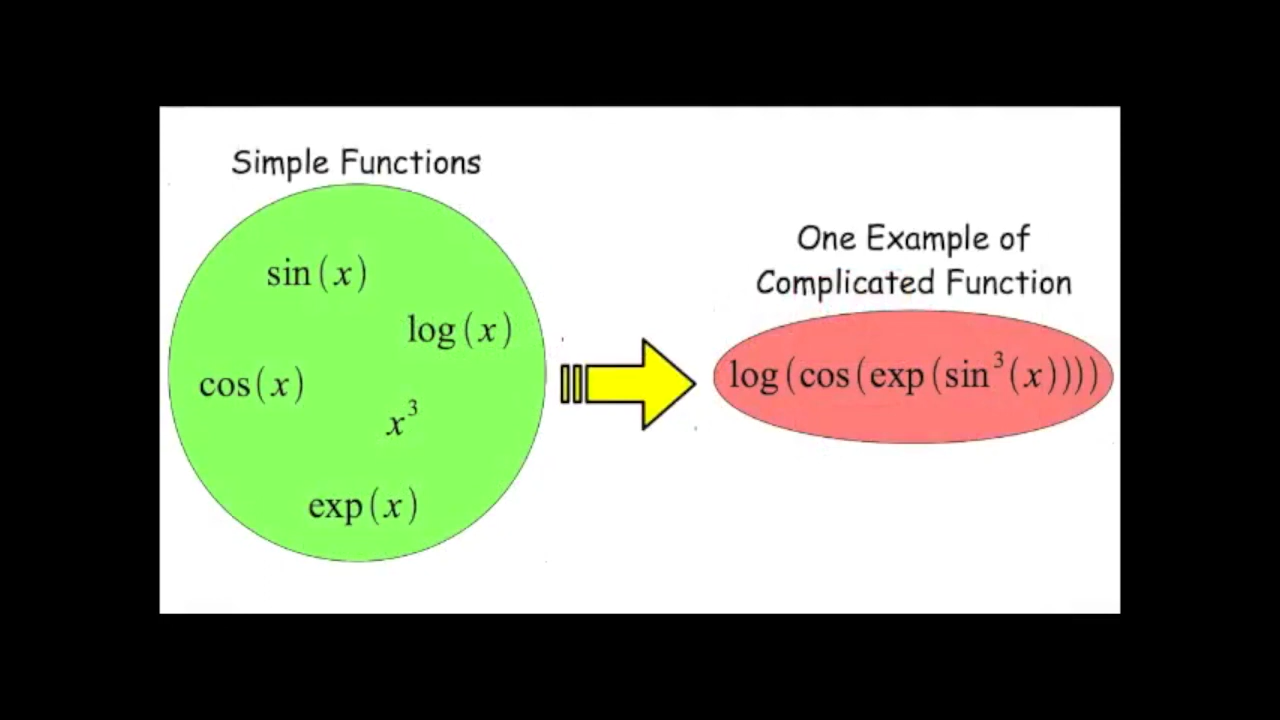 Simple Functions
sin(x)
log(x)
cos(x)
x³
exp(x)
One Example of
Complicated Function
log(cos(exp(sin³(x))))